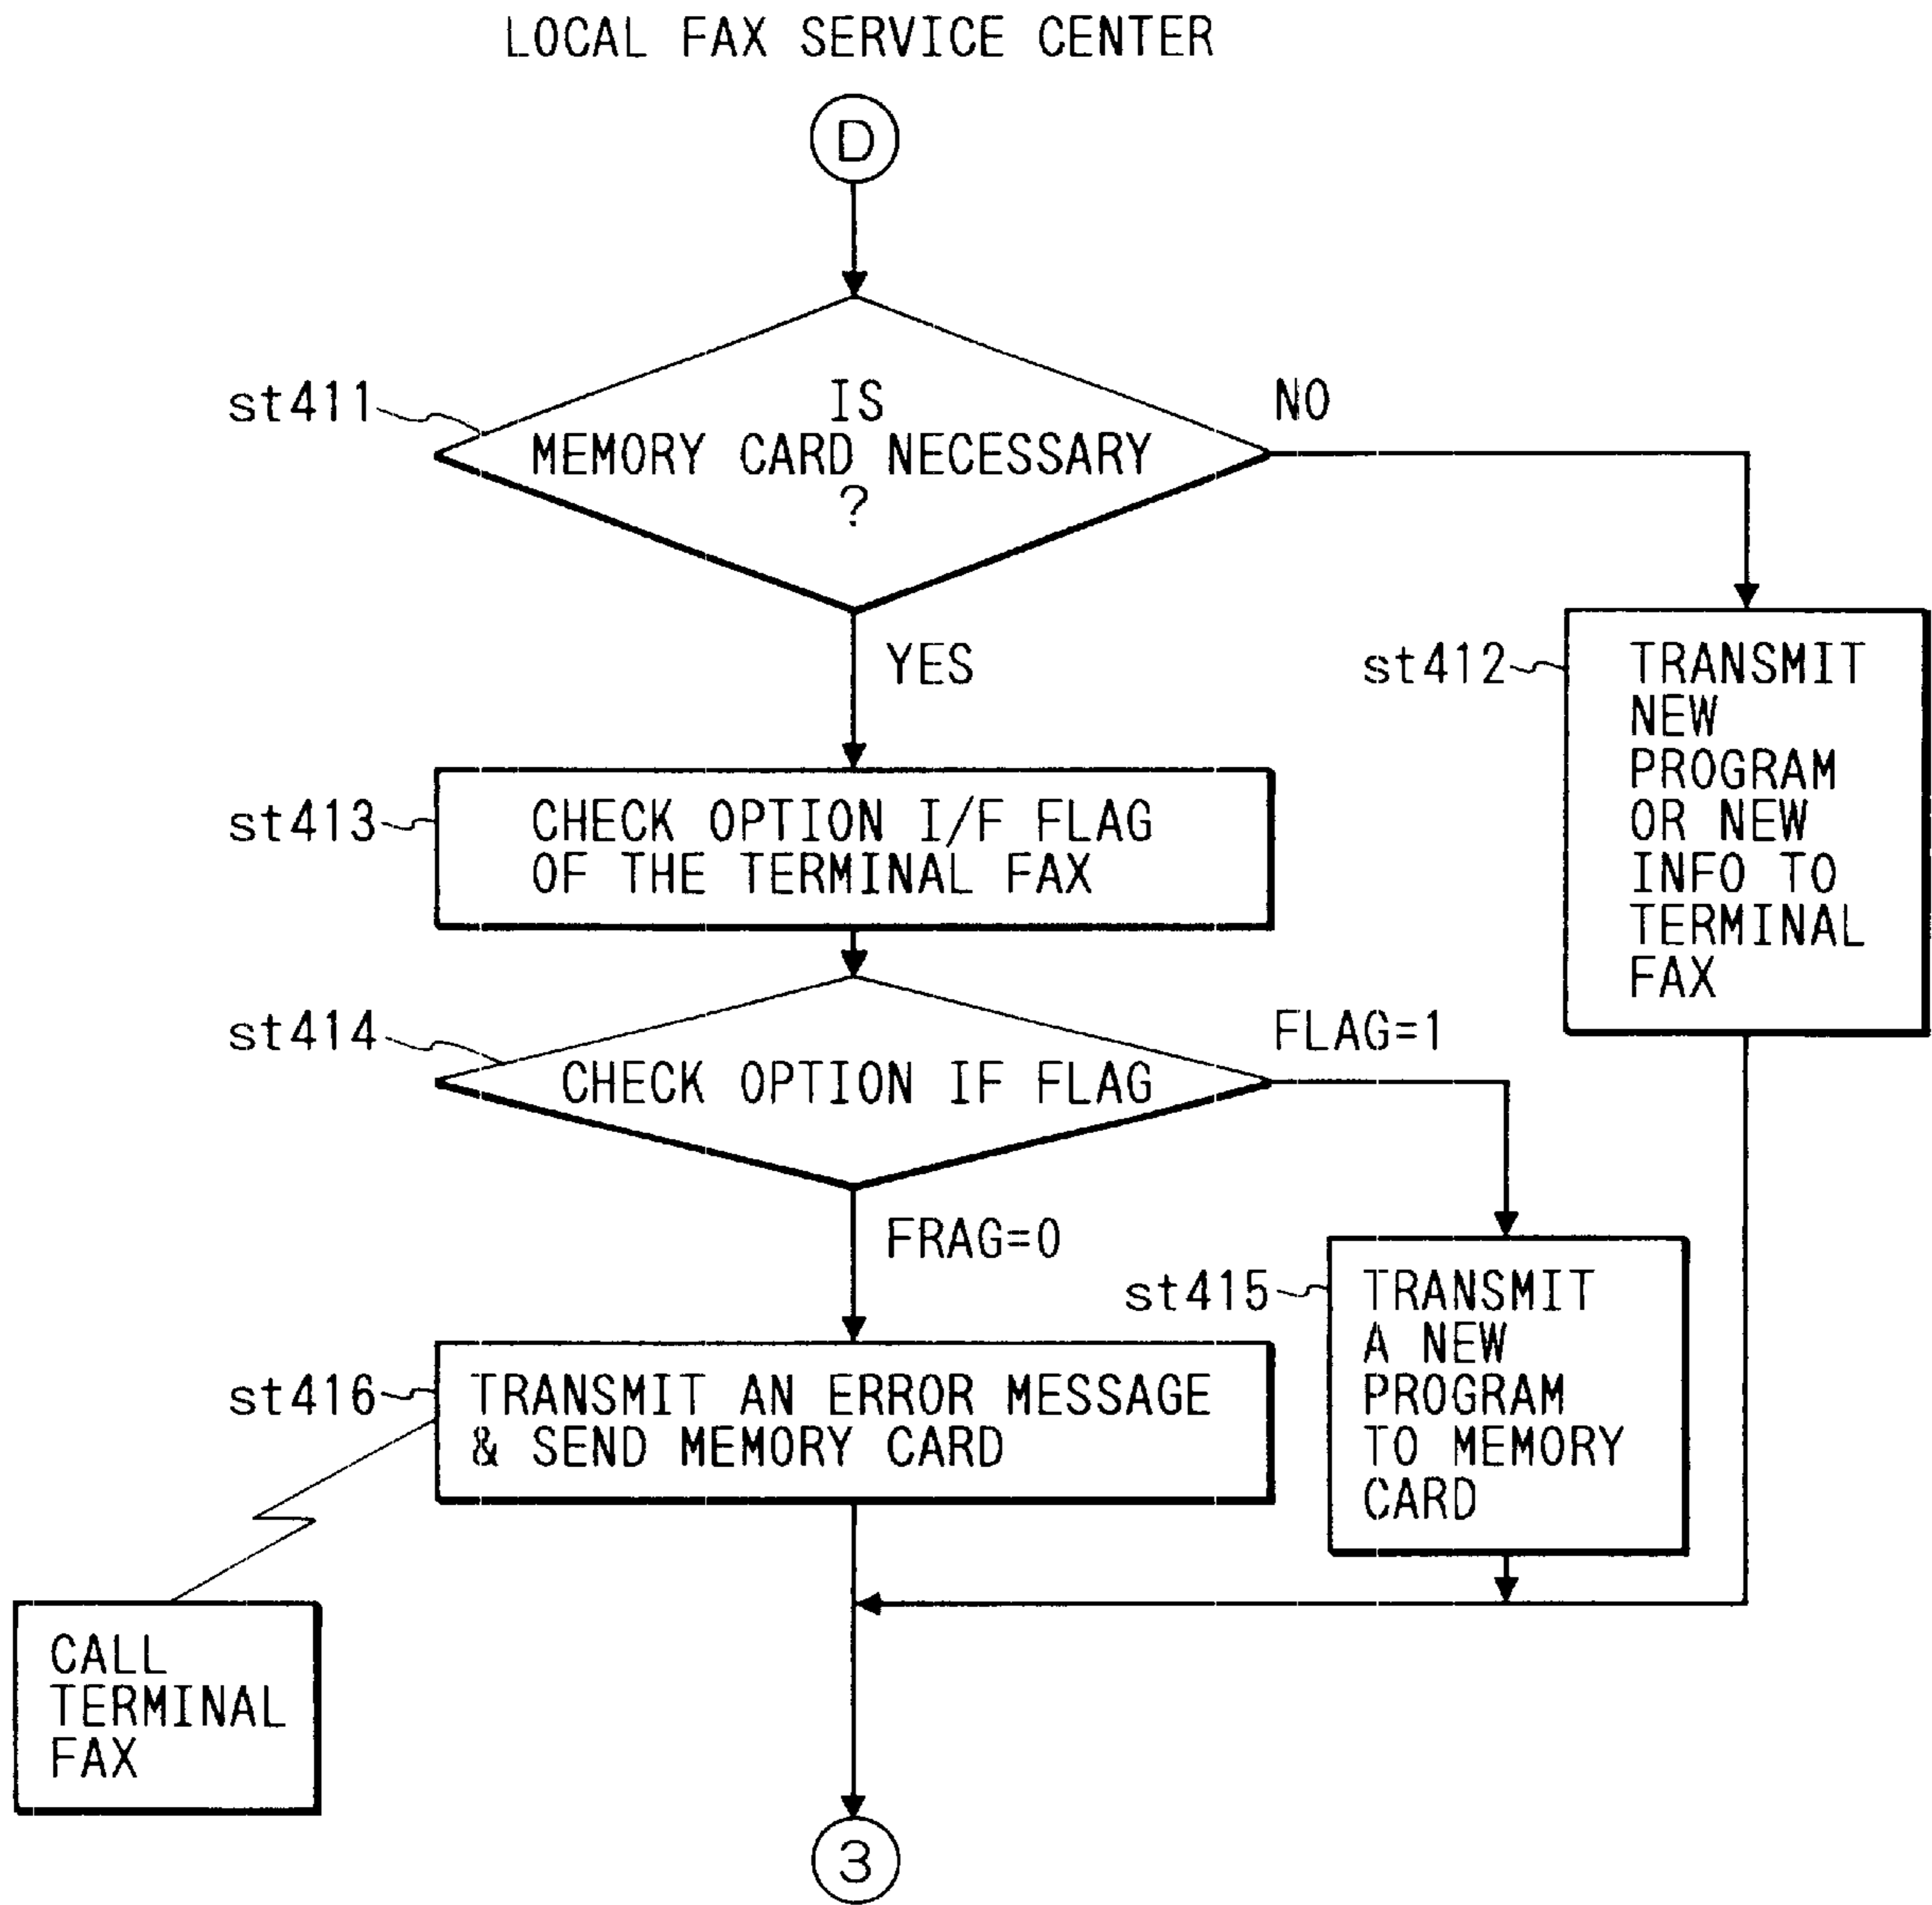 LOCAL FAX SERVICE CENTER
D
st411
IS
MEMORY CARD NECESSARY
?
NO
YES
st412
TRANSMIT
NEW
PROGRAM
OR NEW
INFO TO
TERMINAL
FAX
st413
CHECK OPTION I/F FLAG
OF THE TERMINAL FAX
st414
CHECK OPTION IF FLAG
FLAG=1
FRAG=0
st415
TRANSMIT
A NEW
PROGRAM
TO MEMORY
CARD
st416
TRANSMIT AN ERROR MESSAGE
& SEND MEMORY CARD
CALL
TERMINAL
FAX
3